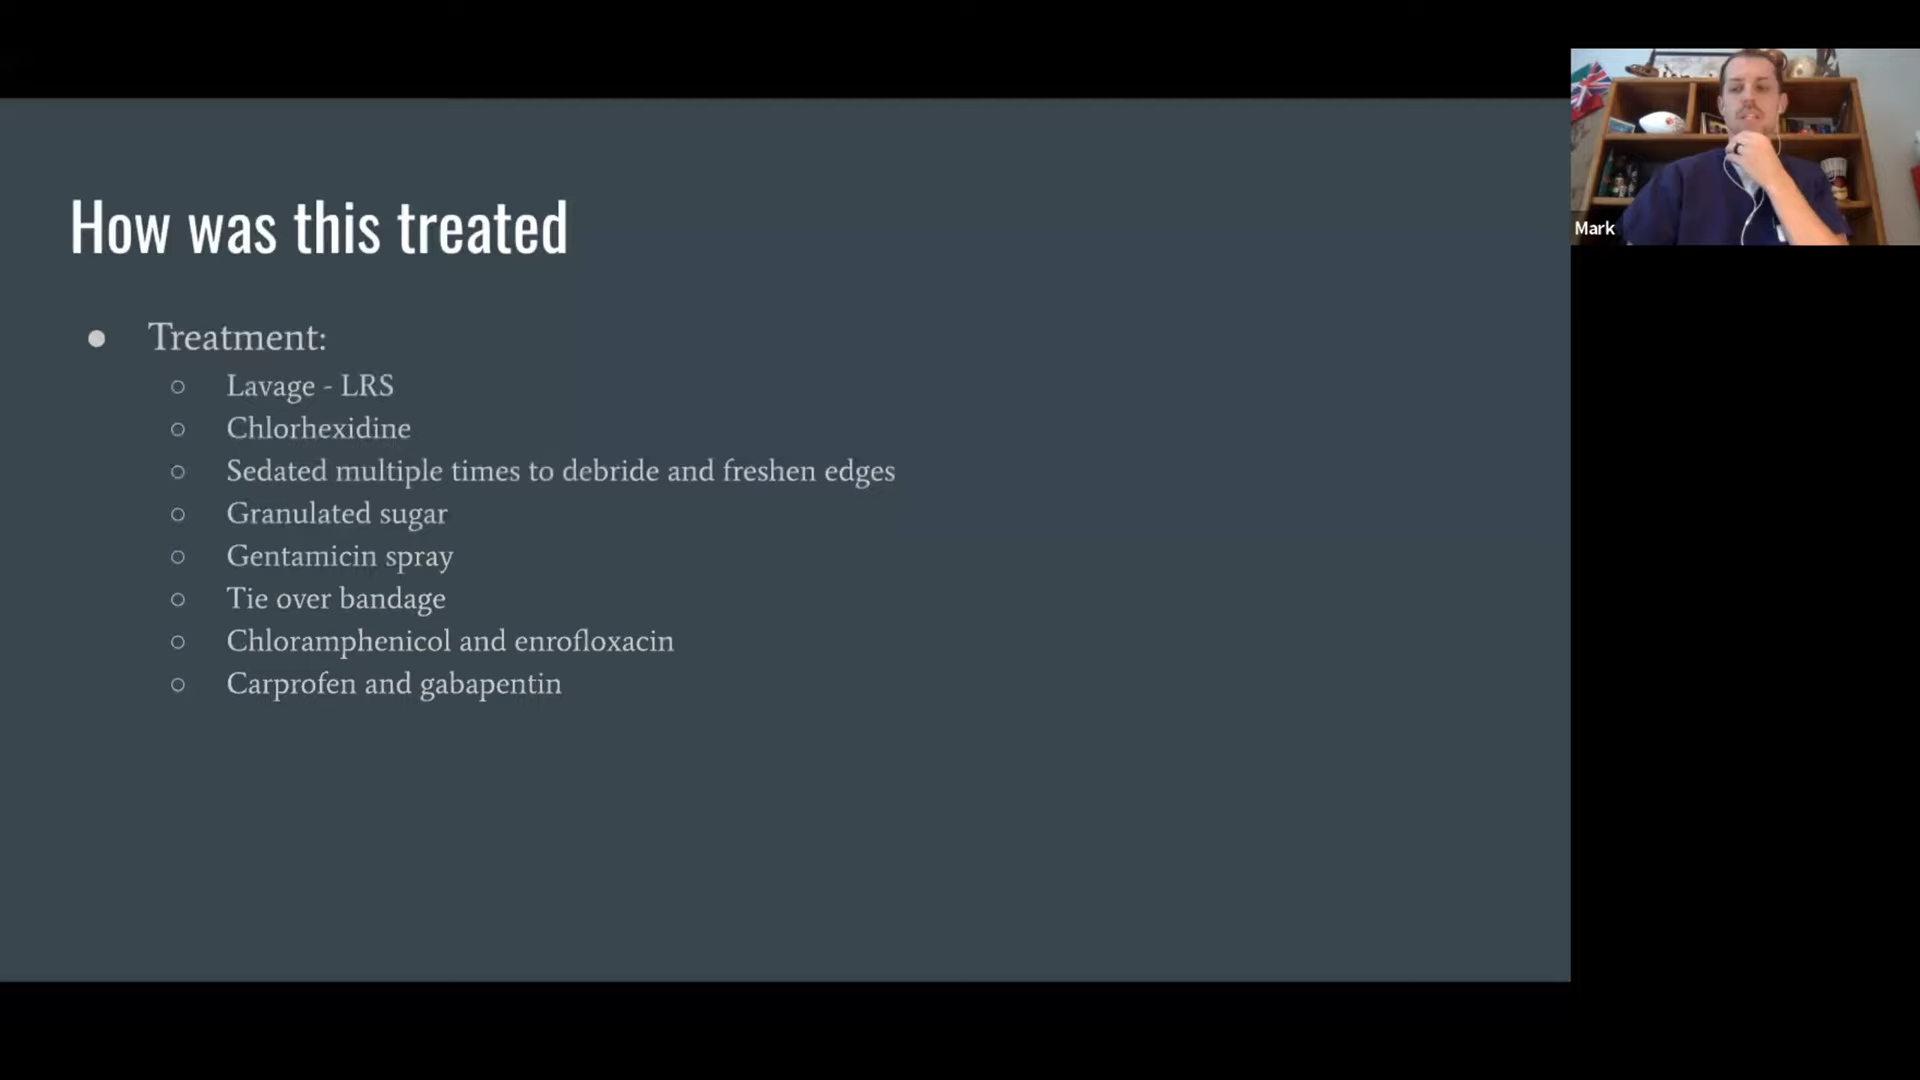 How was this treated
● Treatment:
○ Lavage - LRS
○ Chlorhexidine
○ Sedated multiple times to debride and freshen edges
○ Granulated sugar
○ Gentamicin spray
○ Tie over bandage
○ Chloramphenicol and enrofloxacin
○ Carprofen and gabapentin
Mark